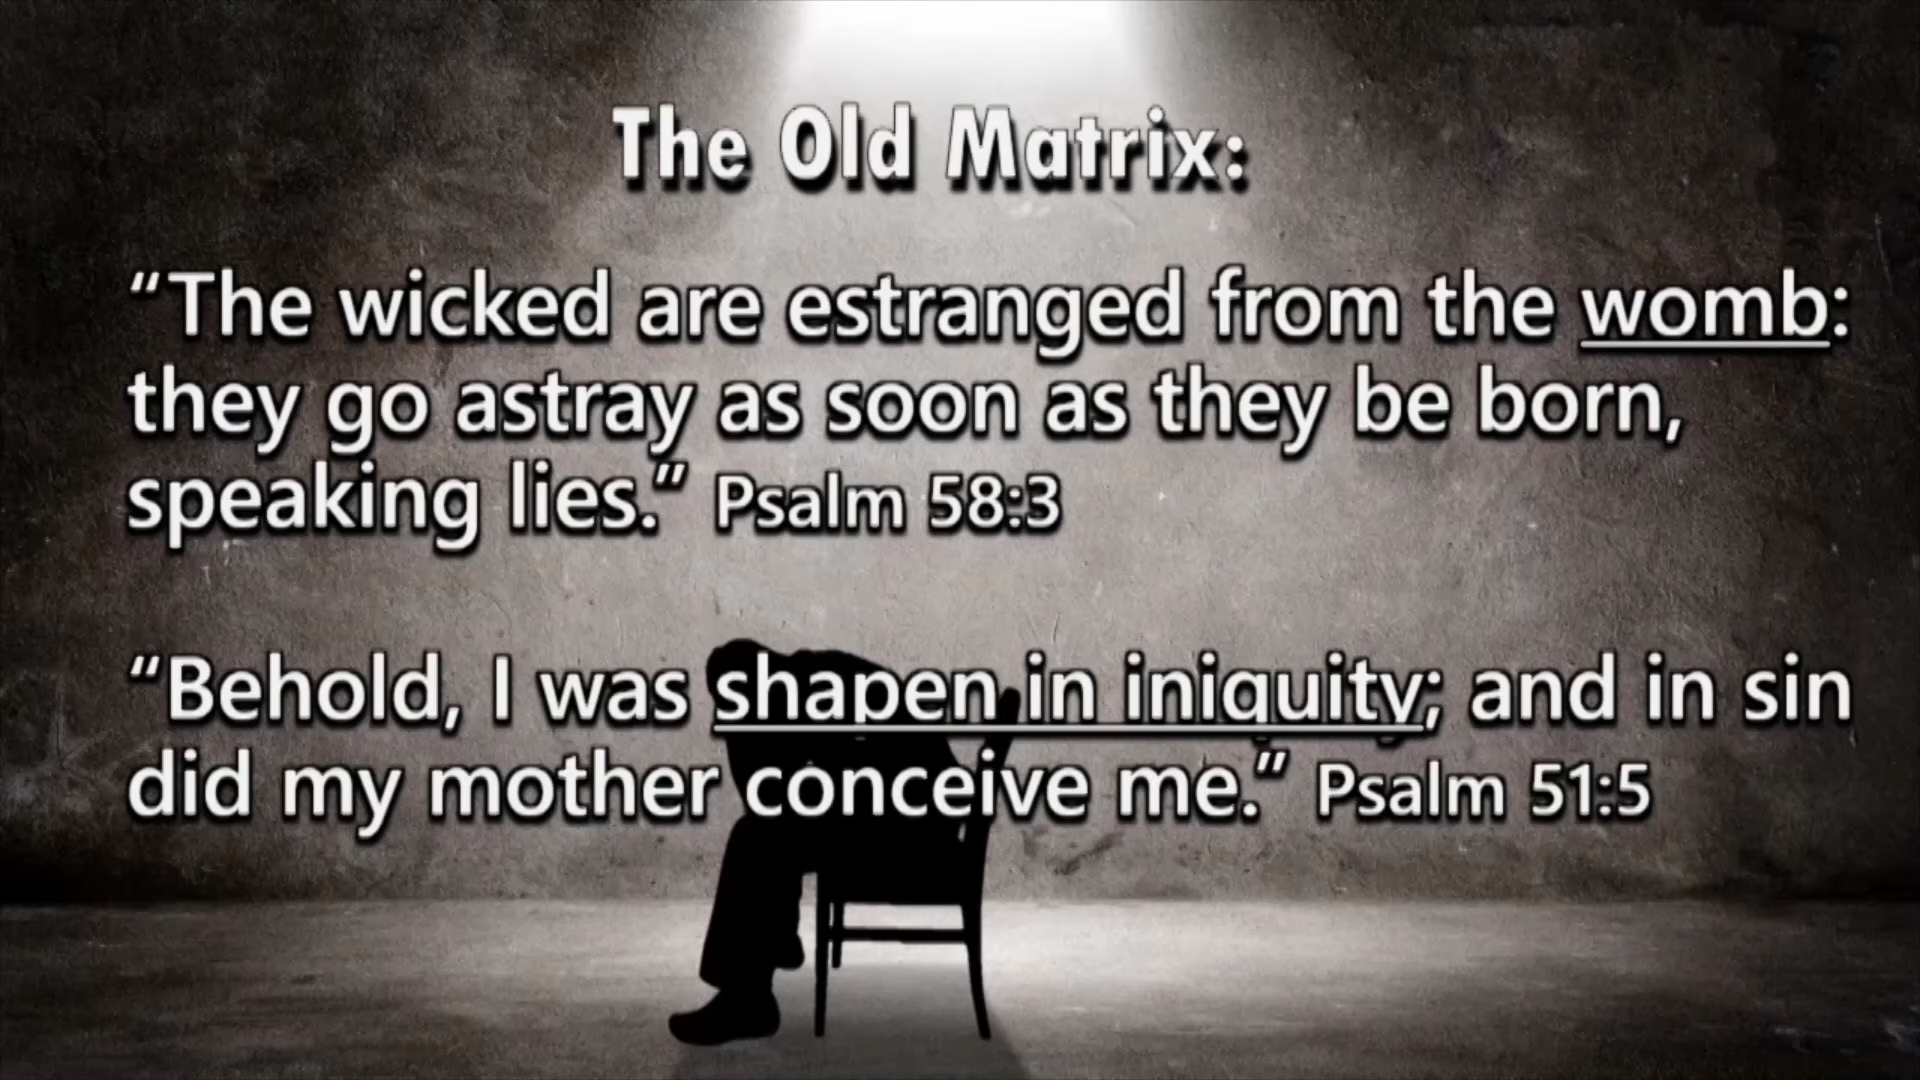 The Old Matrix:
“The wicked are estranged from the womb:
they go astray as soon as they be born,
speaking lies.” Psalm 58:3
“Behold, I was shapen in iniquity; and in sin
did my mother conceive me.” Psalm 51:5